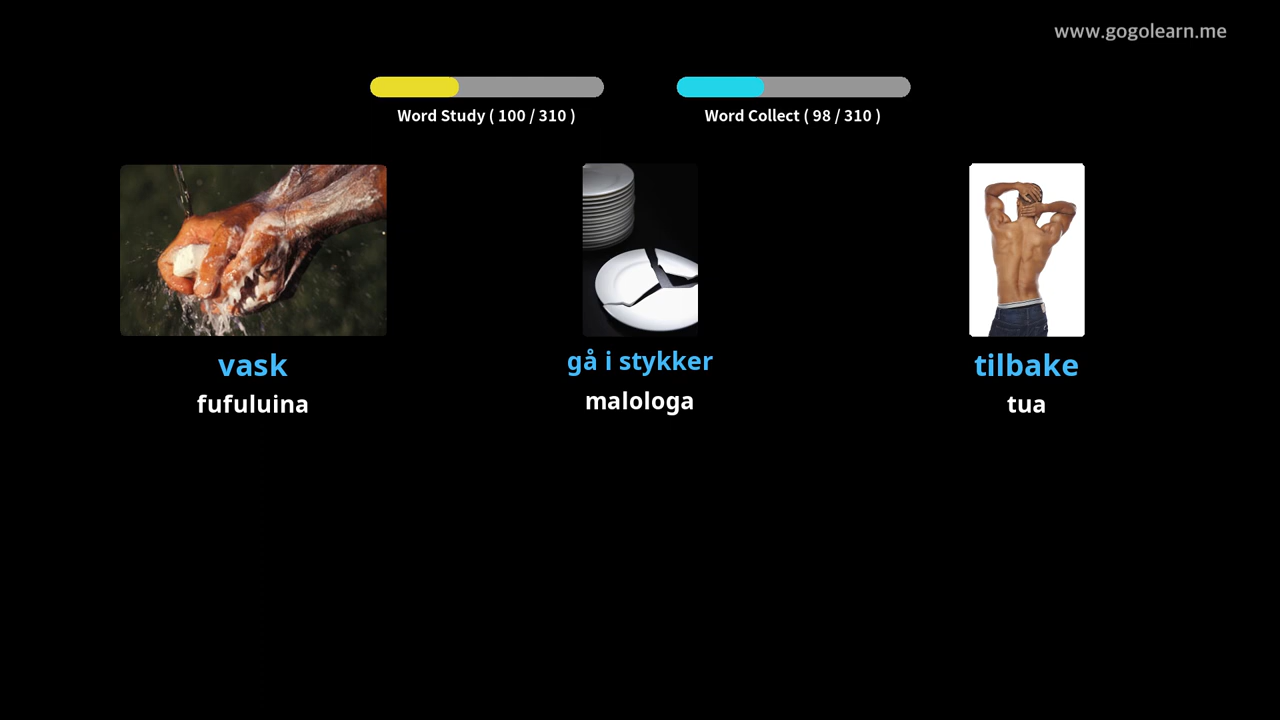 www.gogolearn.me
Word Study ( 100 / 310 )
Word Collect ( 98 / 310 )
vask
fufuluina
gå i stykker
malologa
tilbake
tua